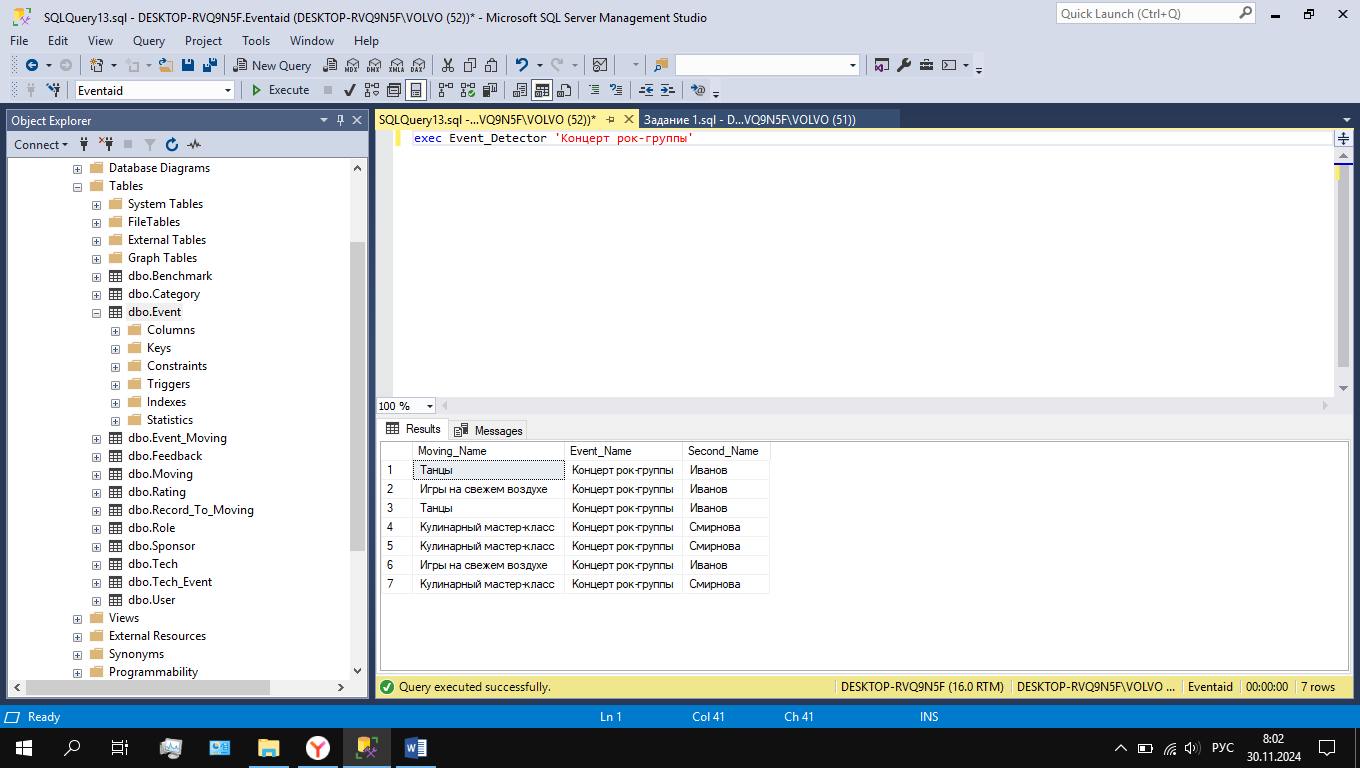 SQLQuery13.sql - DESKTOP-RVQ9N5F.Eventaid (DESKTOP-RVQ9N5F\VOLVO (52))* - Microsoft SQL Server Management Studio
Quick Launch (Ctrl+Q)
File Edit View Query Project Tools Window Help
New Query MDX DMX XMLA DAX
Eventaid Execute
Object Explorer
SQLQuery13.sql -...VQ9N5F\VOLVO (52))* Задание 1.sql - D...VQ9N5F\VOLVO (51))
Connect
exec Event_Detector 'Концерт рок-группы'
Database Diagrams
Tables
System Tables
FileTables
External Tables
Graph Tables
dbo.Benchmark
dbo.Category
dbo.Event
Columns
Keys
Constraints
Triggers
Indexes
Statistics
dbo.Event_Moving
dbo.Feedback
dbo.Moving
dbo.Rating
dbo.Record_To_Moving
dbo.Role
dbo.Sponsor
dbo.Tech
dbo.Tech_Event
dbo.User
Views
External Resources
Synonyms
Programmability
100 %
Results Messages
Moving_Name Event_Name Second_Name
1 Танцы Концерт рок-группы Иванов
2 Игры на свежем воздухе Концерт рок-группы Иванов
3 Танцы Концерт рок-группы Иванов
4 Кулинарный мастер-класс Концерт рок-группы Смирнова
5 Кулинарный мастер-класс Концерт рок-группы Смирнова
6 Игры на свежем воздухе Концерт рок-группы Иванов
7 Кулинарный мастер-класс Концерт рок-группы Смирнова
Query executed successfully. DESKTOP-RVQ9N5F (16.0 RTM) DESKTOP-RVQ9N5F\VOLVO ... Eventaid 00:00:00 7 rows
Ready Ln 1 Col 41 Ch 41 INS
РУС
8:02
30.11.2024